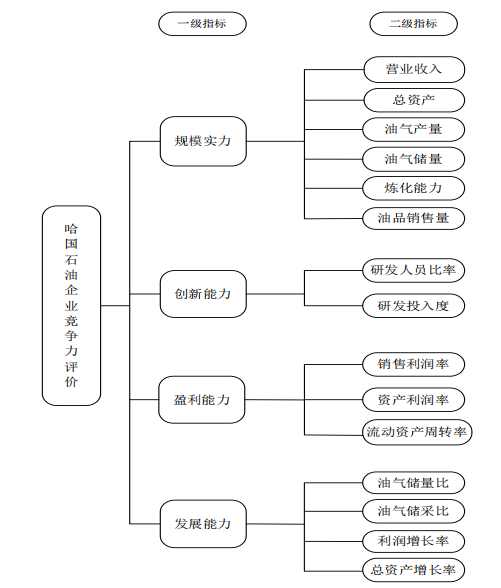 一级指标
二级指标
哈国石油企业竞争力评价
规模实力
营业收入
总资产
油气产量
油气储量
炼化能力
油品销售量
创新能力
研发人员比率
研发投入度
盈利能力
销售利润率
资产利润率
流动资产周转率
发展能力
油气储量比
油气储采比
利润增长率
总资产增长率